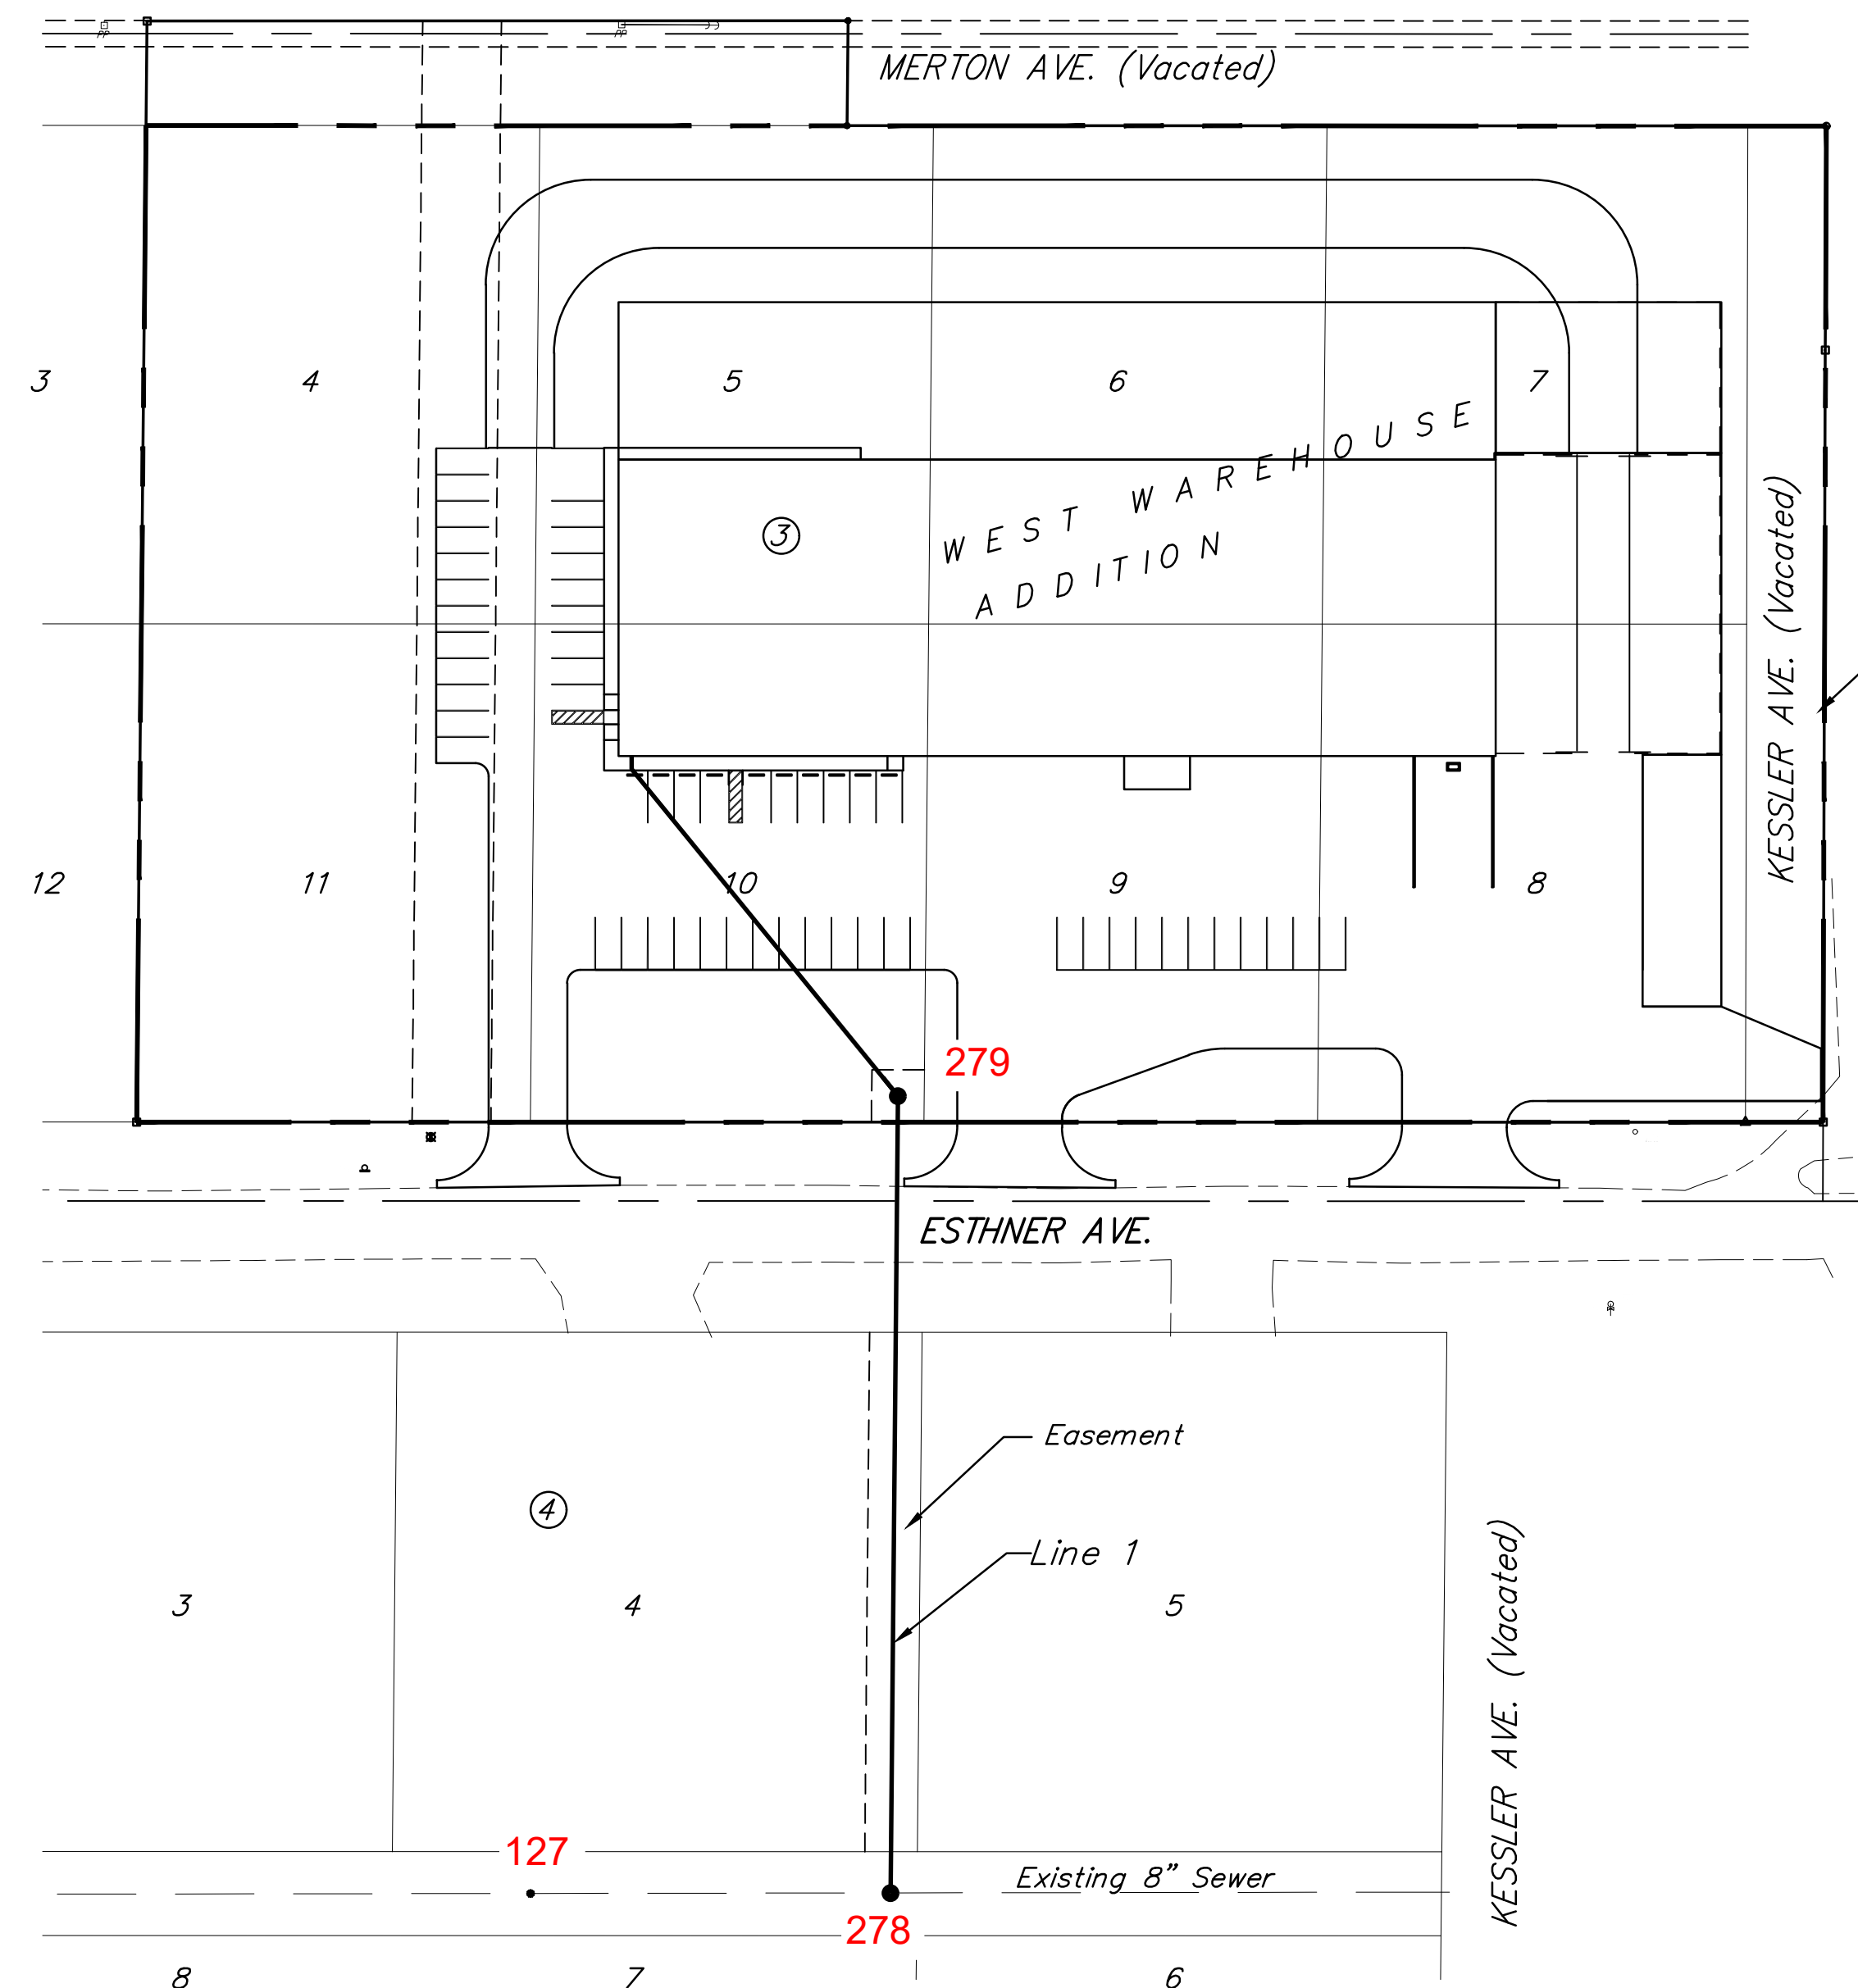 PP
PP
MERTON AVE. (Vacated)
3
4
5
6
7
WEST WAREHOUSE
ADDITION
3
KESSLER AVE. (Vacated)
12
11
10
9
8
279
ESTHNER AVE.
Easement
4
Line 1
3
4
5
KESSLER AVE. (Vacated)
127
Existing 8" Sewer
278
8
7
6